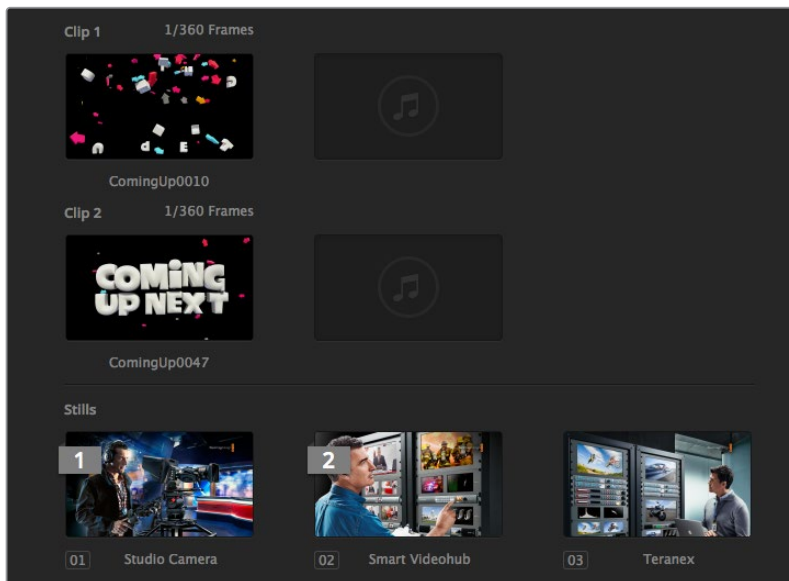 Clip 1 1/360 Frames
ComingUp0010
Clip 2 1/360 Frames
COMING
UP NEXT
ComingUp0047
Stills
1 2
01 Studio Camera 02 Smart Videohub 03 Teranex